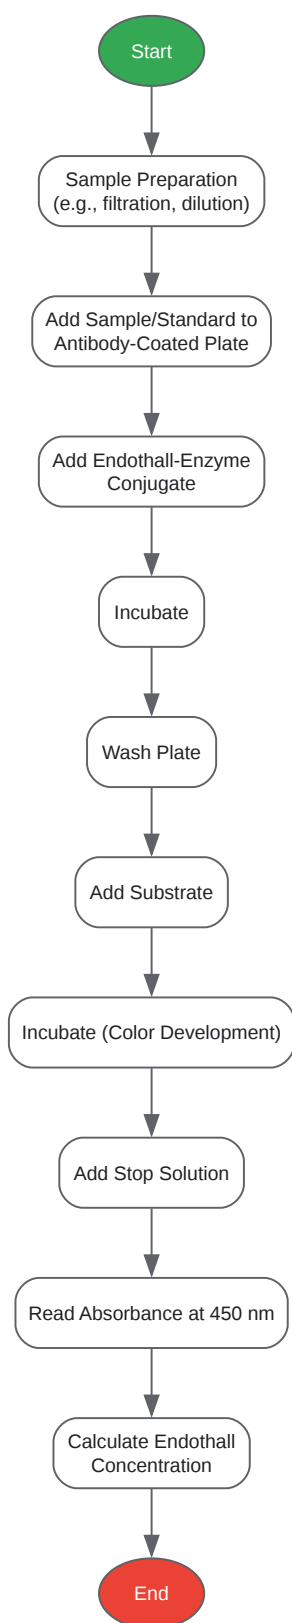 Start
Sample Preparation
(e.g., filtration, dilution)
Add Sample/Standard to
Antibody-Coated Plate
Add Endothall-Enzyme
Conjugate
Incubate
Wash Plate
Add Substrate
Incubate (Color Development)
Add Stop Solution
Read Absorbance at 450 nm
Calculate Endothall
Concentration
End